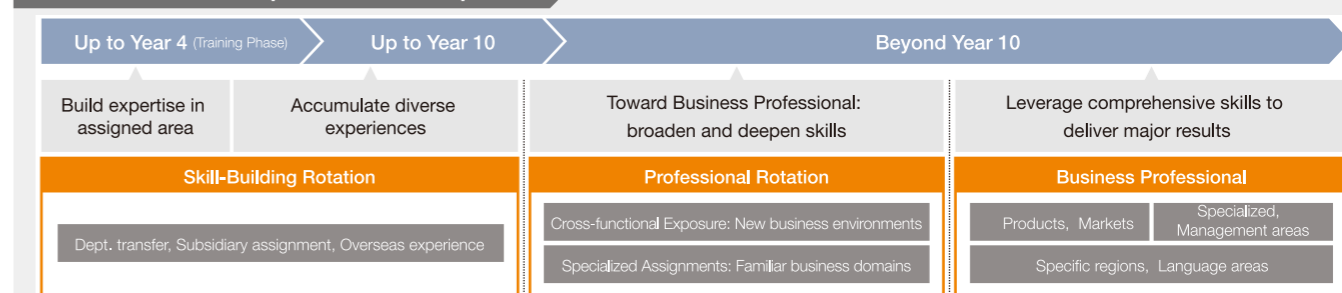 Up to Year 4 (Training Phase)
Up to Year 10
Beyond Year 10
Build expertise in
assigned area
Accumulate diverse
experiences
Toward Business Professional:
broaden and deepen skills
Leverage comprehensive skills to
deliver major results
Skill-Building Rotation
Professional Rotation
Business Professional
Dept. transfer, Subsidiary assignment, Overseas experience
Cross-functional Exposure: New business environments
Specialized Assignments: Familiar business domains
Products, Markets
Specialized,
Management areas
Specific regions, Language areas